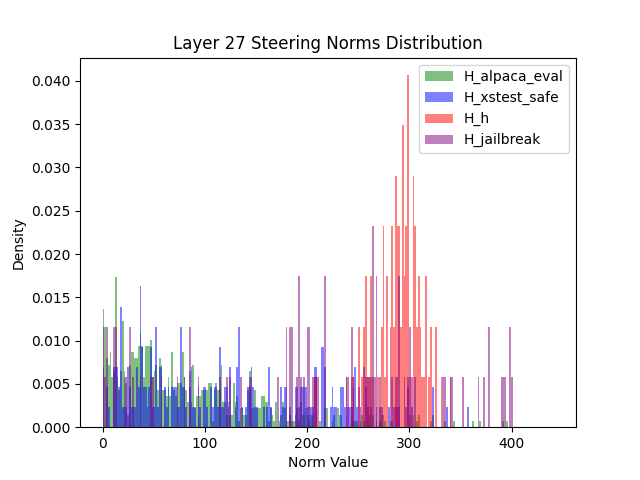 Layer 27 Steering Norms Distribution
H_alpaca_eval
H_xstest_safe
H_h
H_jailbreak
0.040
0.035
0.030
0.025
0.020
0.015
0.010
0.005
0.000
Density
0 100 200 300 400
Norm Value